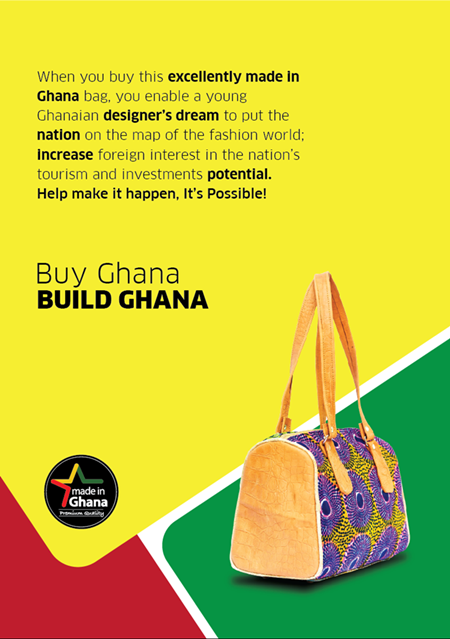 When you buy this excellently made in
Ghana bag, you enable a young
Ghanaian designer's dream to put the
nation on the map of the fashion world;
increase foreign interest in the nation's
tourism and investments potential.
Help make it happen, It's Possible!
Buy Ghana
BUILD GHANA
made in
Ghana
Premium Quality